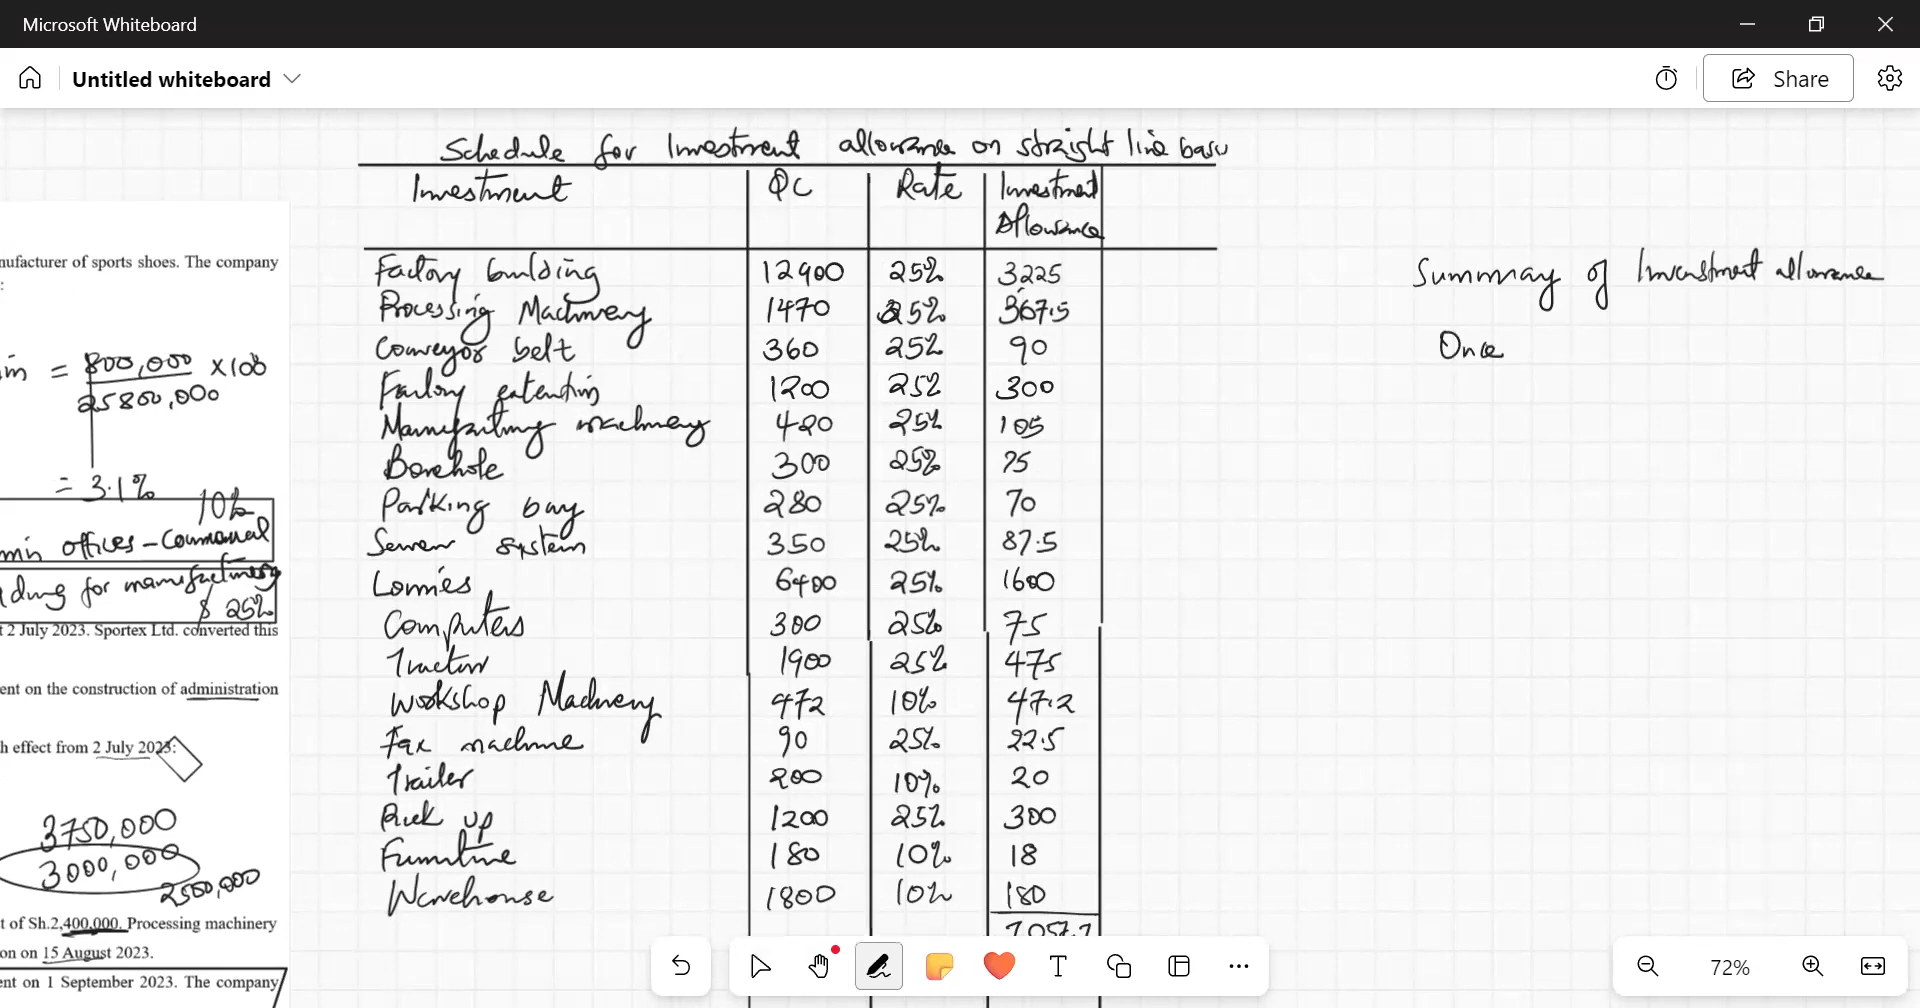 Microsoft Whiteboard
Untitled whiteboard
Share
Schedule for Investment allowance on straight line basis
Investment QC Rate Investment Allowance
Factory building 12900 25% 3225
Processing Machinery 1470 25% 367.5
Conveyor belt 360 25% 90
Factory extention 1200 25% 300
Manufacturing machinery 420 25% 105
Borehole 300 25% 75
Parking bay 280 25% 70
Sewer system 350 25% 87.5
Lorries 6400 25% 1600
Computers 300 25% 75
Tractor 1900 25% 475
Workshop Machinery 472 10% 47.2
Fax machine 90 25% 22.5
Trailer 200 10% 20
Pick up 1200 25% 300
Furniture 180 10% 18
Warehouse 1800 10% 180
Summary of Investment allowance
Once
nufacturer of sports shoes. The company
:
in = 800,000 x100
25800,000
= 3.1%
10%
min offices - Commercial
ding for manufacturing
25%
t 2 July 2023. Sportex Ltd. converted this
ent on the construction of administration
h effect from 2 July 2023:
3750,000
3000,000
2550,000
t of Sh.2,400,000. Processing machinery
on on 15 August 2023.
ent on 1 September 2023. The company
72%